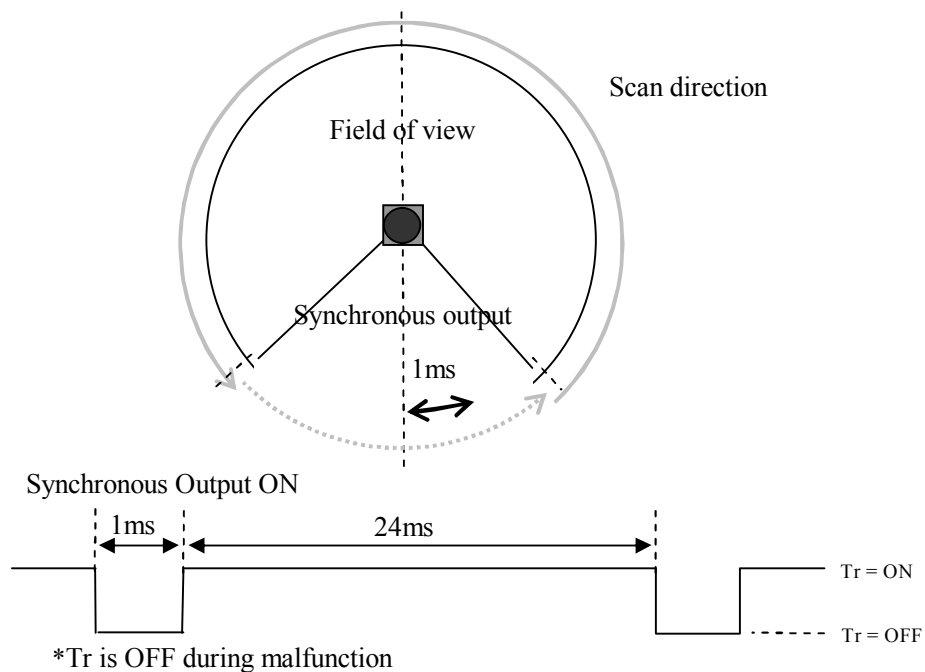 Scan direction
Field of view
Synchronous output
1ms
Synchronous Output ON
1ms
24ms
Tr = ON
Tr = OFF
*Tr is OFF during malfunction